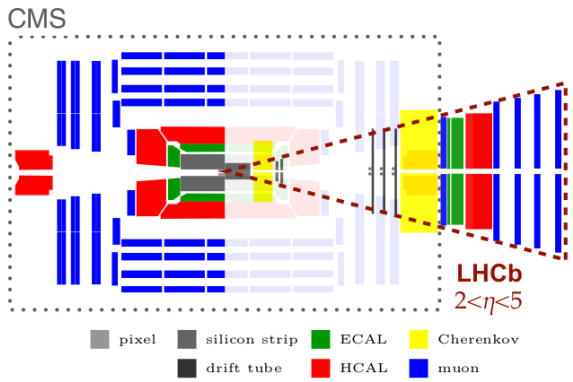 CMS
LHCb
2<η<5
pixel silicon strip ECAL Cherenkov
drift tube HCAL muon